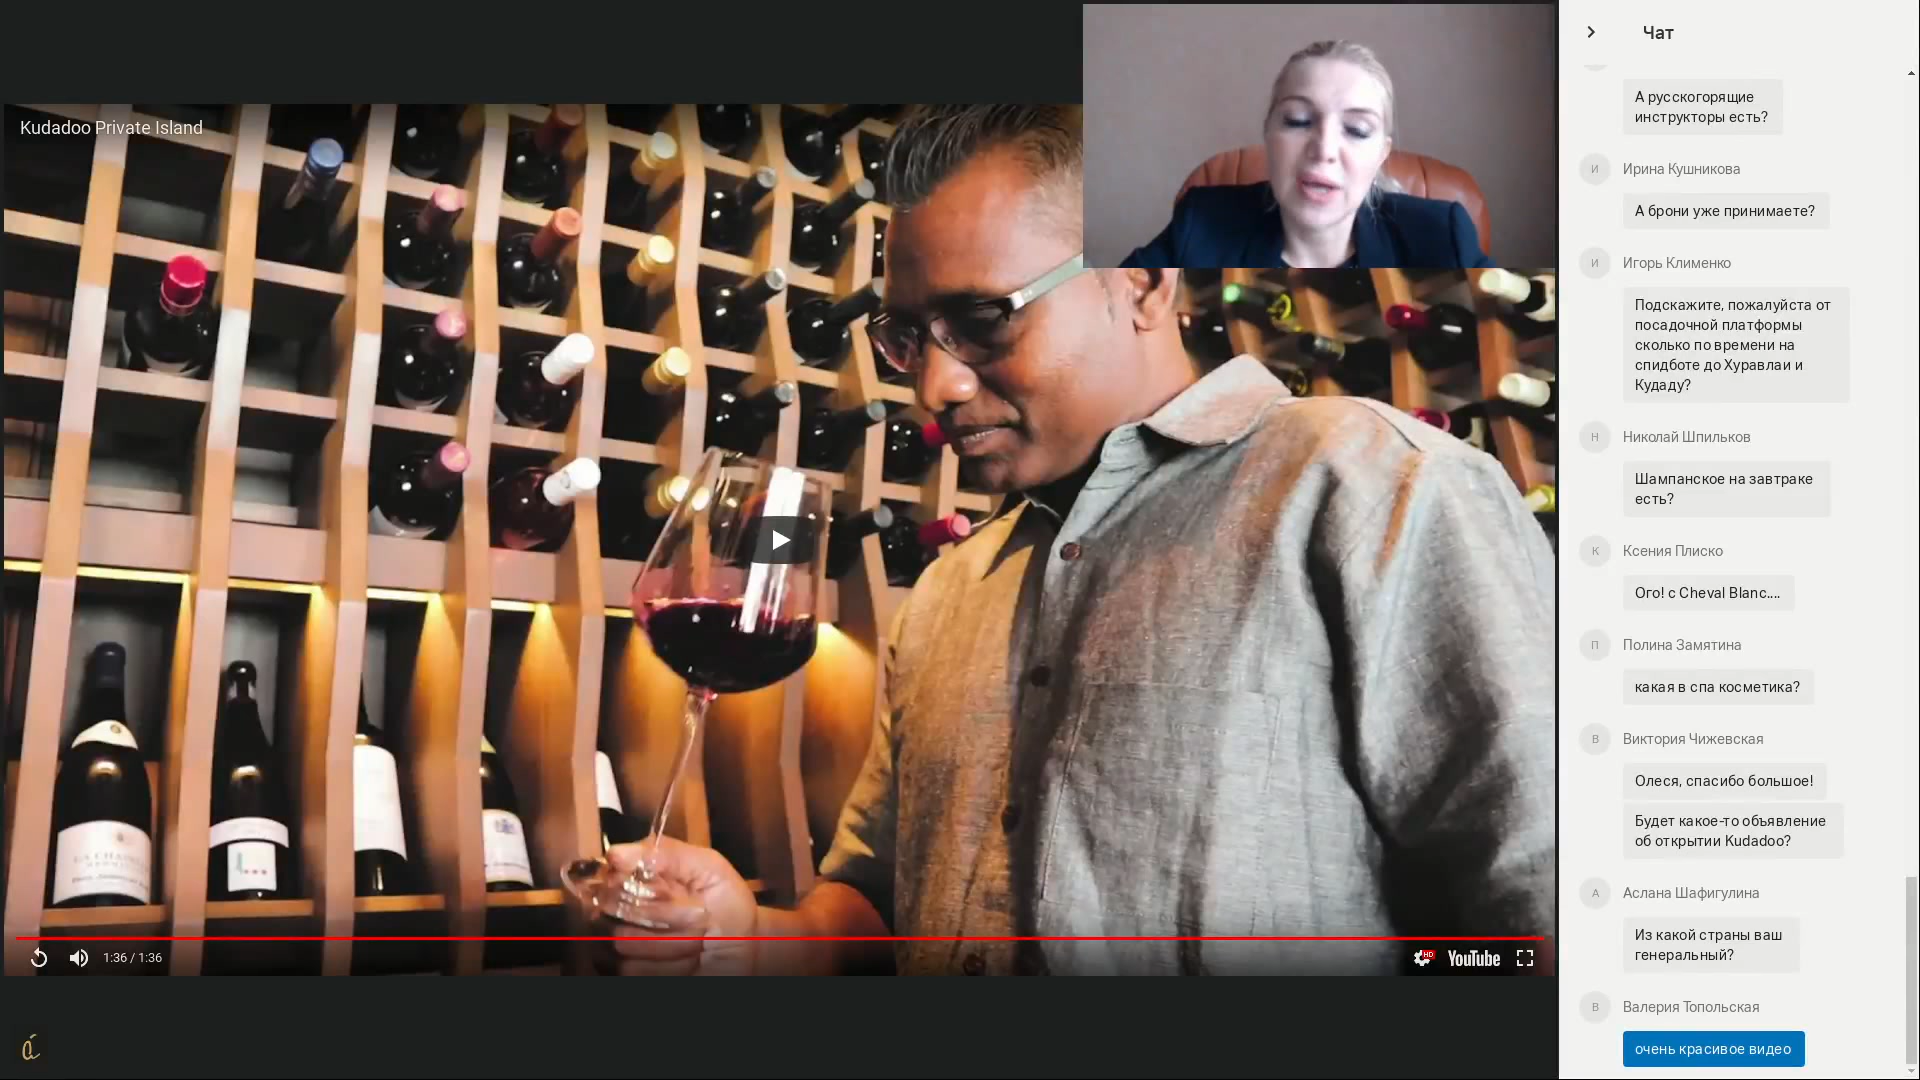 Kudadoo Private Island
1:36 / 1:36
HD
YouTube
Чат
А русскогорящие
инструкторы есть?
И
Ирина Кушникова
А брони уже принимаете?
И
Игорь Клименко
Подскажите, пожалуйста от
посадочной платформы
сколько по времени на
спидботе до Хуравлаи и
Кудаду?
Н
Николай Шпильков
Шампанское на завтраке
есть?
К
Ксения Плиско
Ого! с Cheval Blanc....
П
Полина Замятина
какая в спа косметика?
В
Виктория Чижевская
Олеся, спасибо большое!
Будет какое-то объявление
об открытии Kudadoo?
А
Аслана Шафигулина
Из какой страны ваш
генеральный?
В
Валерия Топольская
очень красивое видео